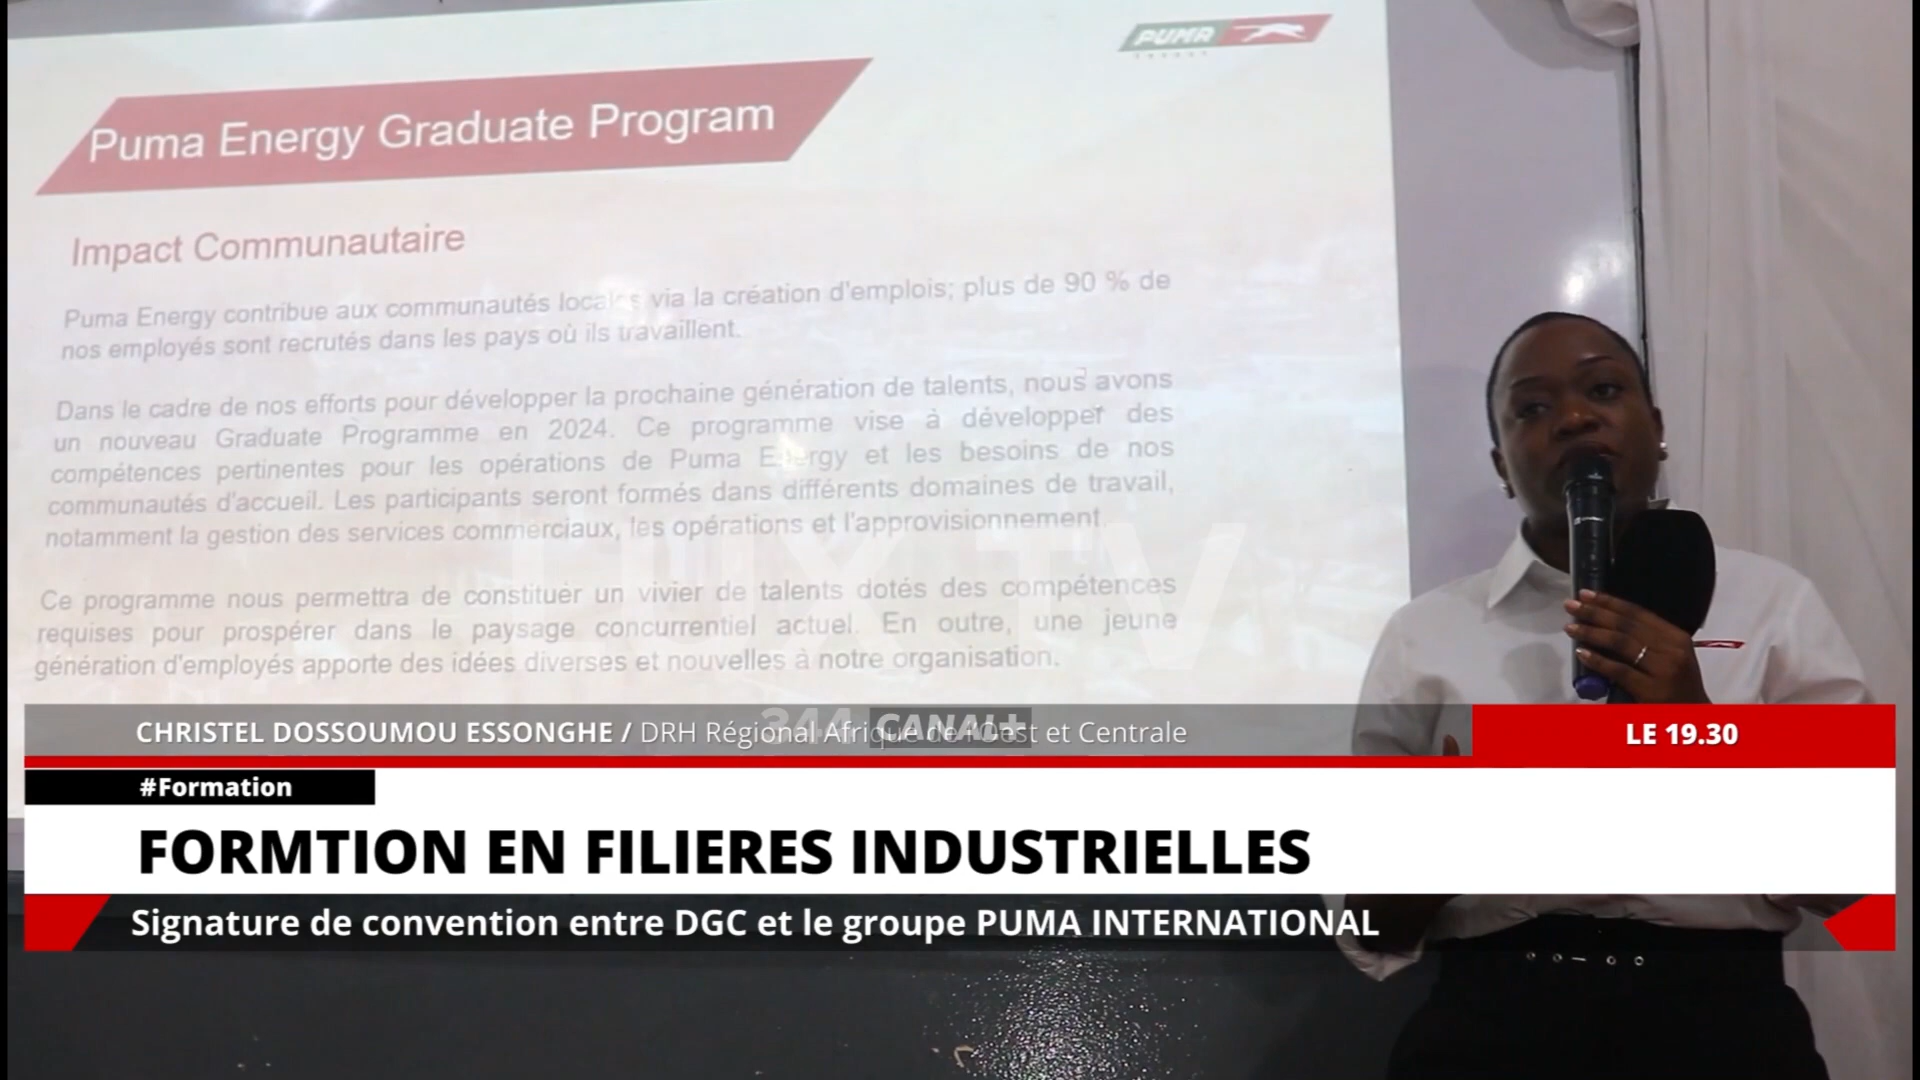 PUMA
Puma Energy Graduate Program
Impact Communautaire
Puma Energy contribue aux communautés locales via la création d'emplois; plus de 90 % de
nos employés sont recrutés dans les pays où ils travaillent.
Dans le cadre de nos efforts pour développer la prochaine génération de talents, nous avons
un nouveau Graduate Programme en 2024. Ce programme vise à développer des
compétences pertinentes pour les opérations de Puma Energy et les besoins de nos
communautés d'accueil. Les participants seront formés dans différents domaines de travail,
notamment la gestion des services commerciaux, les opérations et l'approvisionnement.
Ce programme nous permettra de constituer un vivier de talents dotés des compétences
requises pour prospérer dans le paysage concurrentiel actuel. En outre, une jeune
génération d'employés apporte des idées diverses et nouvelles à notre organisation.
TV
344 CANAL+
CHRISTEL DOSSOUMOU ESSONGHE / DRH Régional Afrique de l'Ouest et Centrale
LE 19.30
#Formation
FORMTION EN FILIERES INDUSTRIELLES
Signature de convention entre DGC et le groupe PUMA INTERNATIONAL